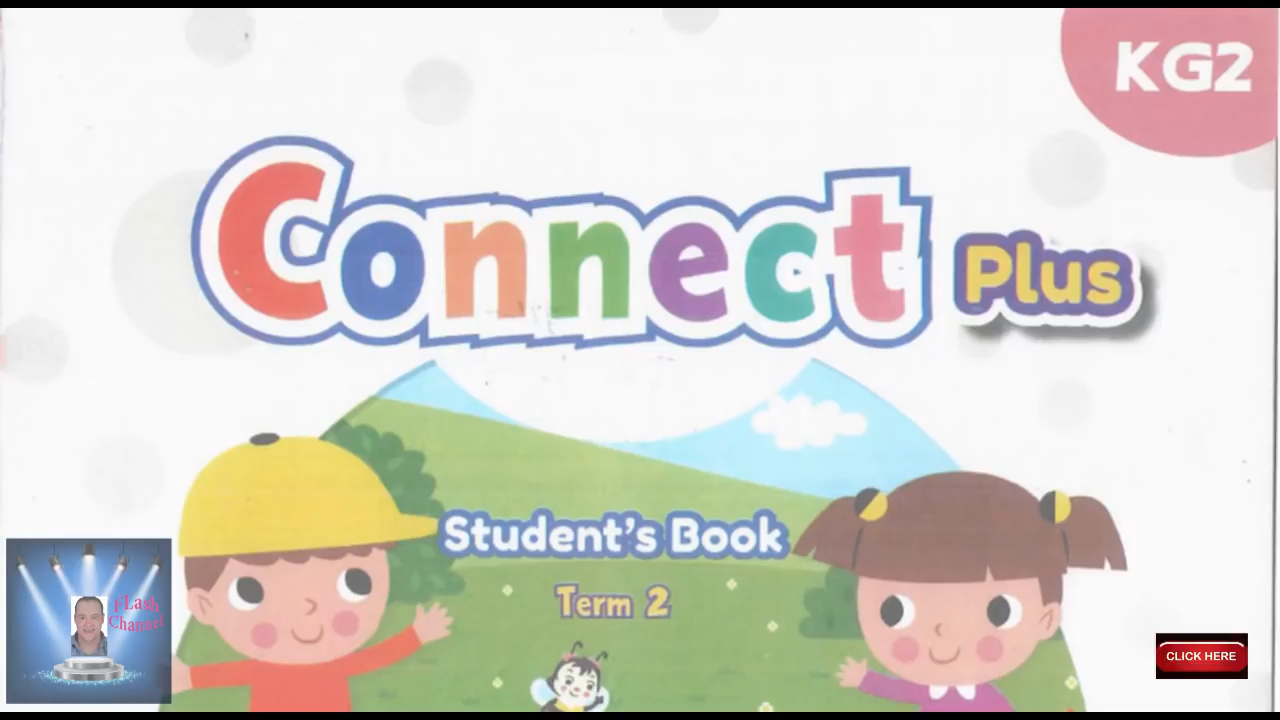 KG2
Connect Plus
Student's Book
Term 2
FLash
Channel
CLICK HERE